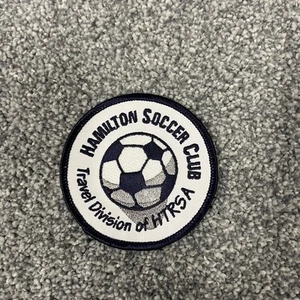 HAMILTON SOCCER CLUB
Travel Division of HTRSA